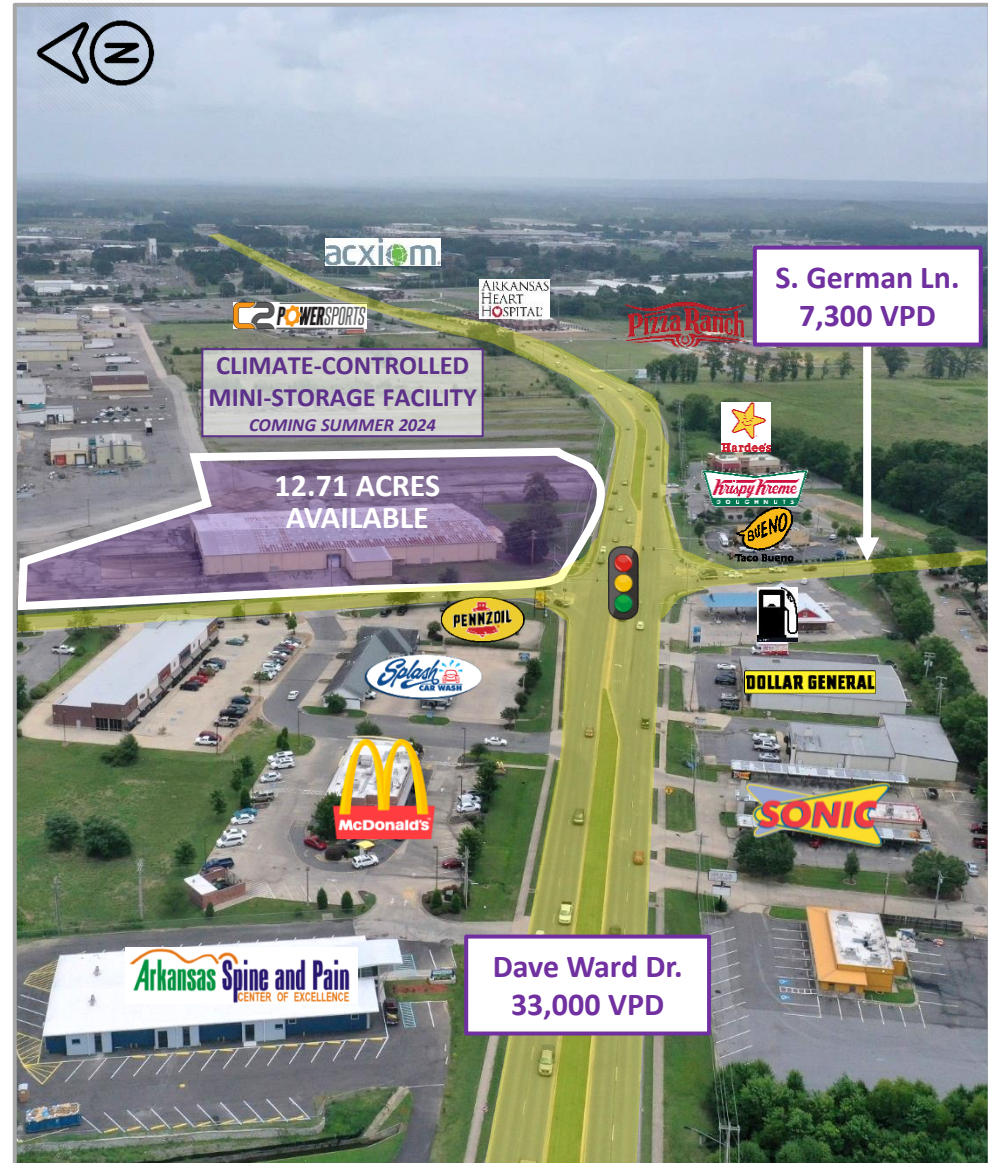 N
acxiom.
ARKANSAS
HEART
HOSPITAL
S. German Ln.
7,300 VPD
C2 POWERSPORTS
Pizza Ranch
CLIMATE-CONTROLLED
MINI-STORAGE FACILITY
COMING SUMMER 2024
Hardee's
Krispy Kreme
DOUGHNUTS
12.71 ACRES
AVAILABLE
BUENO
Taco Bueno
PENNZOIL
Splash
CAR WASH
DOLLAR GENERAL
McDonald's
SONIC
Arkansas Spine and Pain
CENTER OF EXCELLENCE
Dave Ward Dr.
33,000 VPD